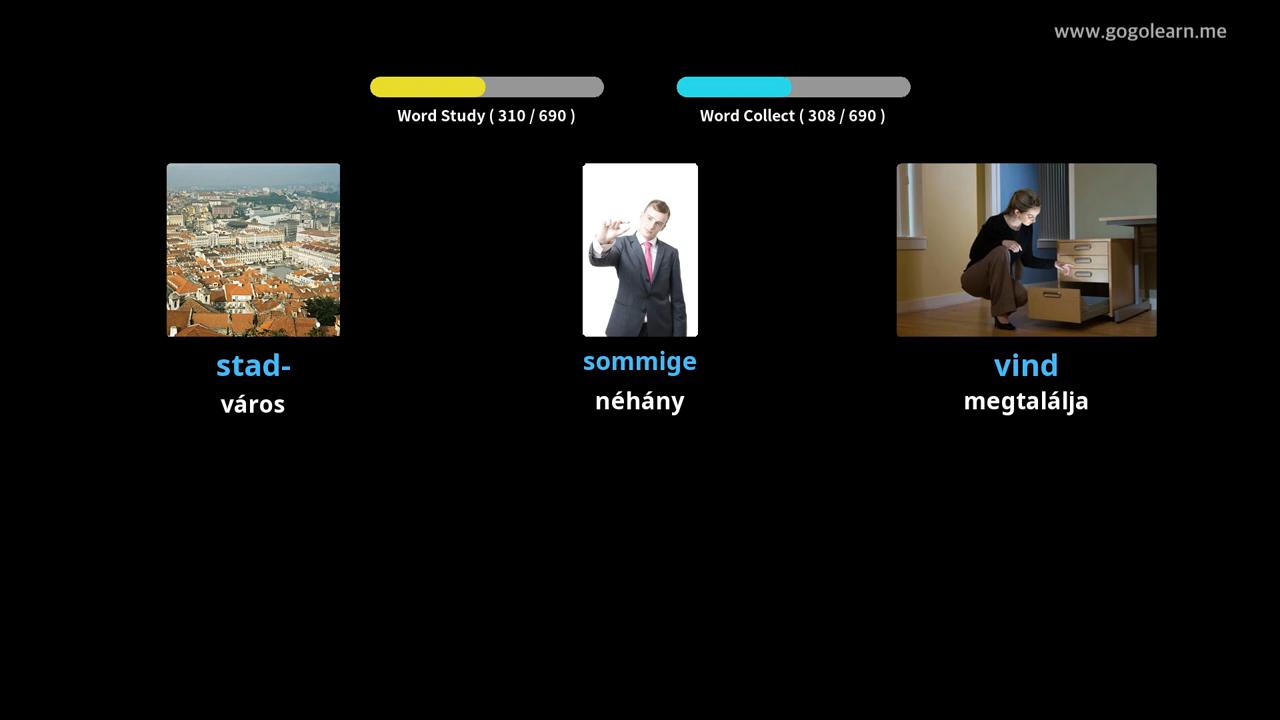 www.gogolearn.me
Word Study ( 310 / 690 )
Word Collect ( 308 / 690 )
stad-
város
sommige
néhány
vind
megtalálja